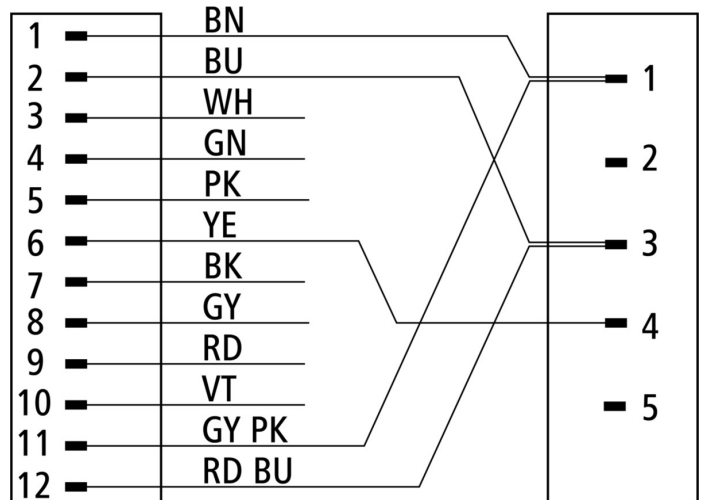 1 BN
2 BU
3 WH
4 GN
5 PK
6 YE
7 BK
8 GY
9 RD
10 VT
11 GY PK
12 RD BU
1
2
3
4
5